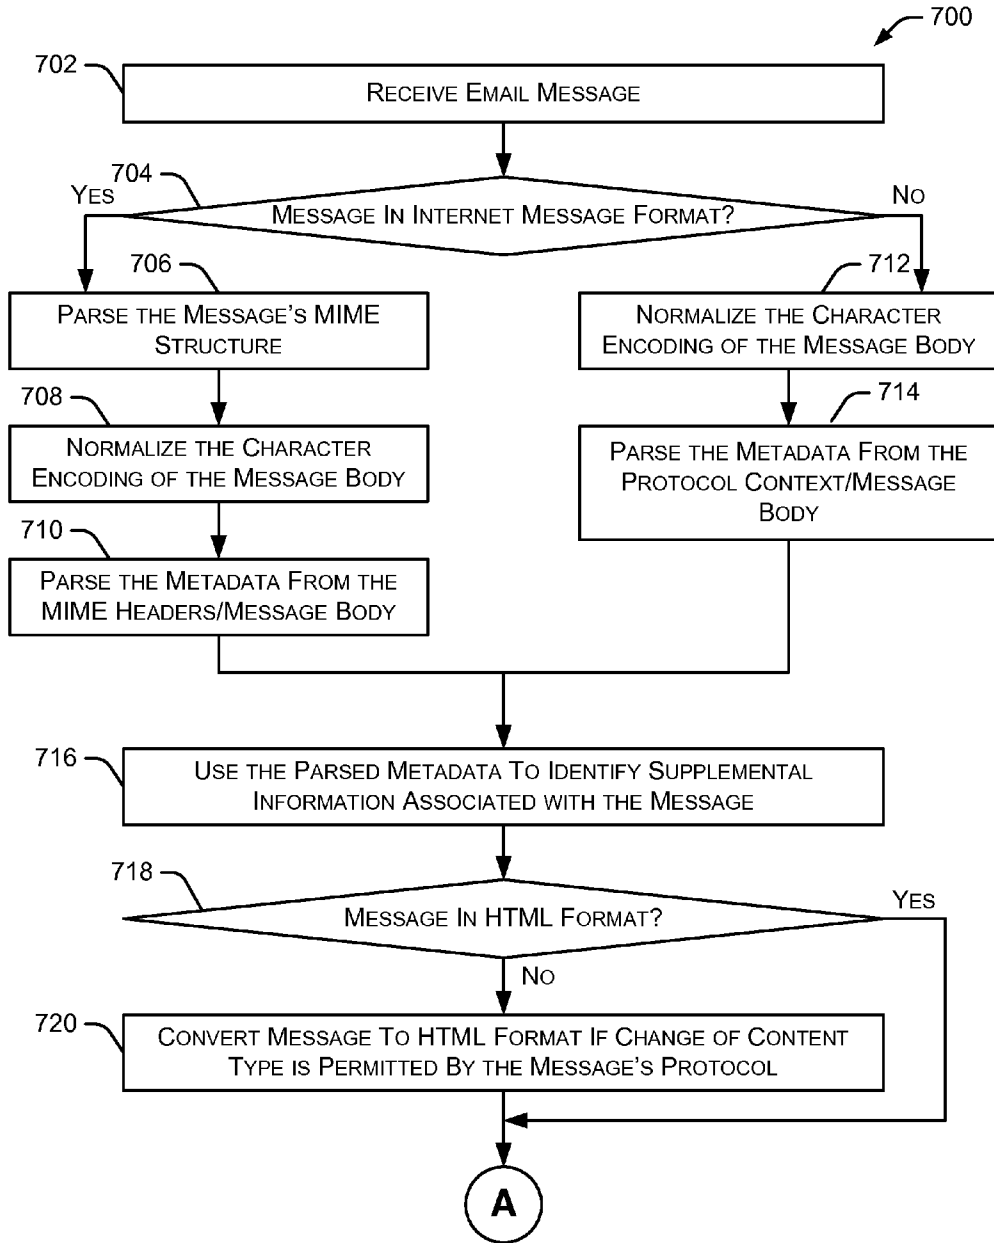 700
702
RECEIVE EMAIL MESSAGE
704
YES
MESSAGE IN INTERNET MESSAGE FORMAT?
NO
706
PARSE THE MESSAGE'S MIME
STRUCTURE
708
NORMALIZE THE CHARACTER
ENCODING OF THE MESSAGE BODY
710
PARSE THE METADATA FROM THE
MIME HEADERS/MESSAGE BODY
712
NORMALIZE THE CHARACTER
ENCODING OF THE MESSAGE BODY
714
PARSE THE METADATA FROM THE
PROTOCOL CONTEXT/MESSAGE
BODY
716
USE THE PARSED METADATA TO IDENTIFY SUPPLEMENTAL
INFORMATION ASSOCIATED WITH THE MESSAGE
718
MESSAGE IN HTML FORMAT?
YES
NO
720
CONVERT MESSAGE TO HTML FORMAT IF CHANGE OF CONTENT
TYPE IS PERMITTED BY THE MESSAGE'S PROTOCOL
A